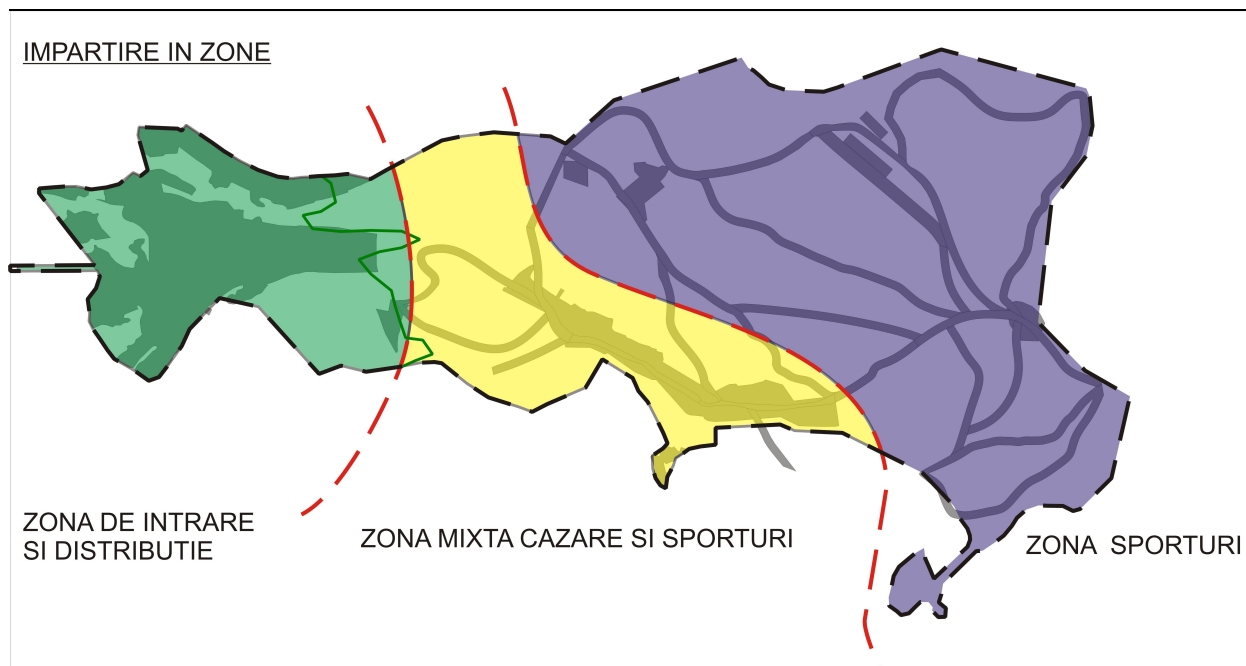 IMPARTIRE IN ZONE
ZONA DE INTRARE
SI DISTRIBUTIE
ZONA MIXTA CAZARE SI SPORTURI
ZONA SPORTURI